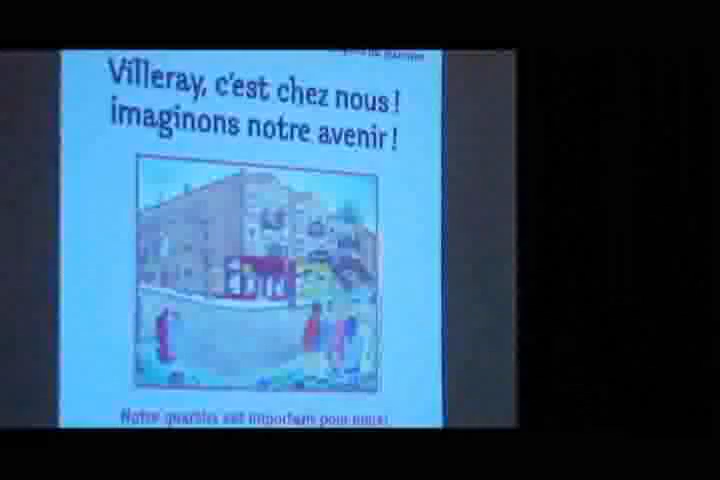 Villeray, c'est chez nous !
imaginons notre avenir !
Notre quartier est important pour nous!